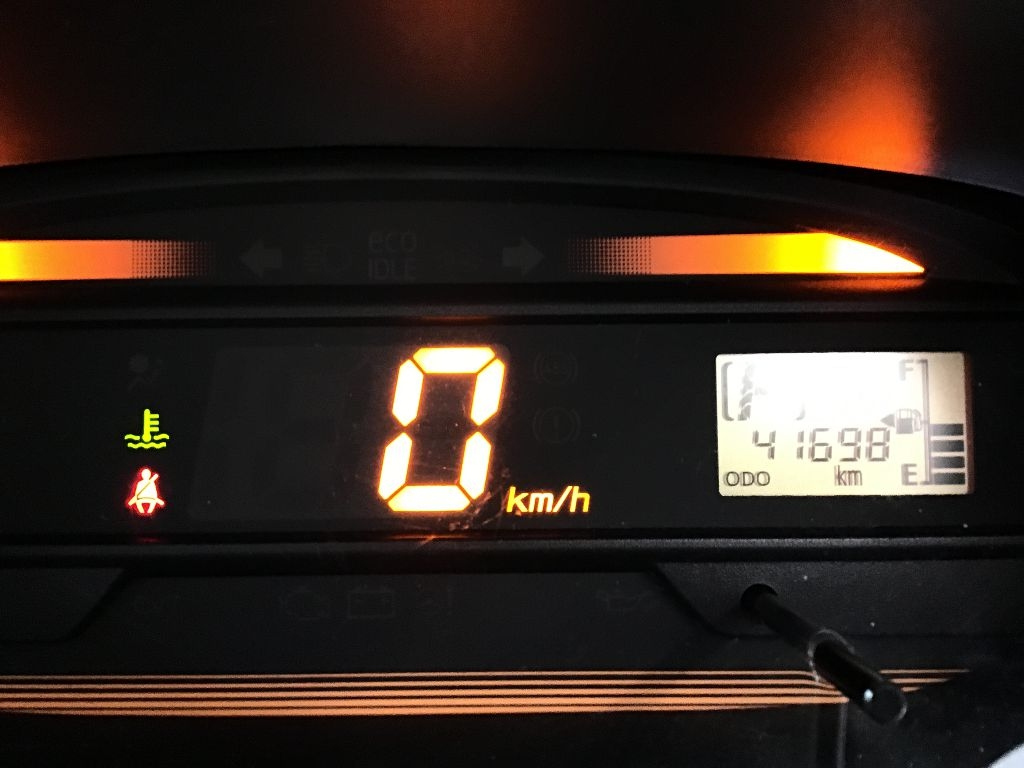 eco
IDLE
0 km/h
F
41698
ODO km E